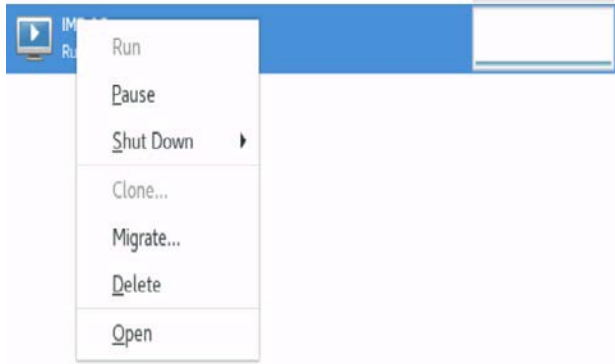 Run
Pause
Shut Down
Clone...
Migrate...
Delete
Open